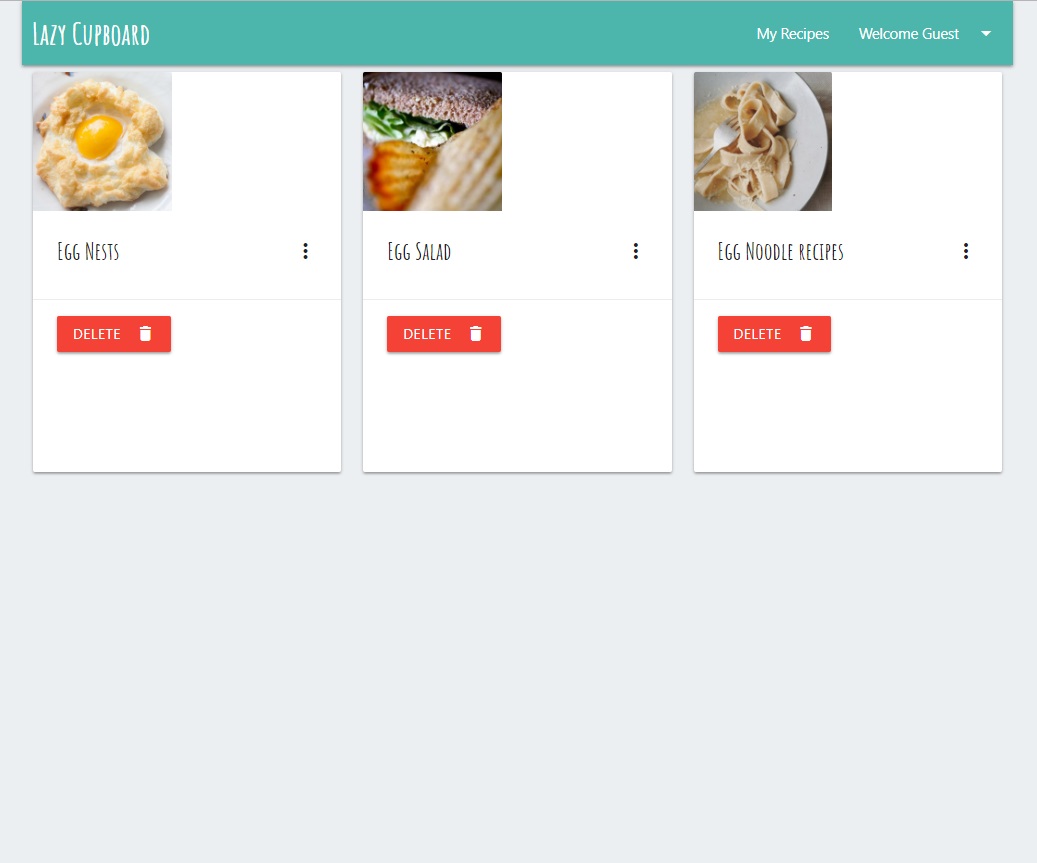 Lazy Cupboard
My Recipes
Welcome Guest
Egg Nests
Egg Salad
Egg Noodle recipes
DELETE
DELETE
DELETE